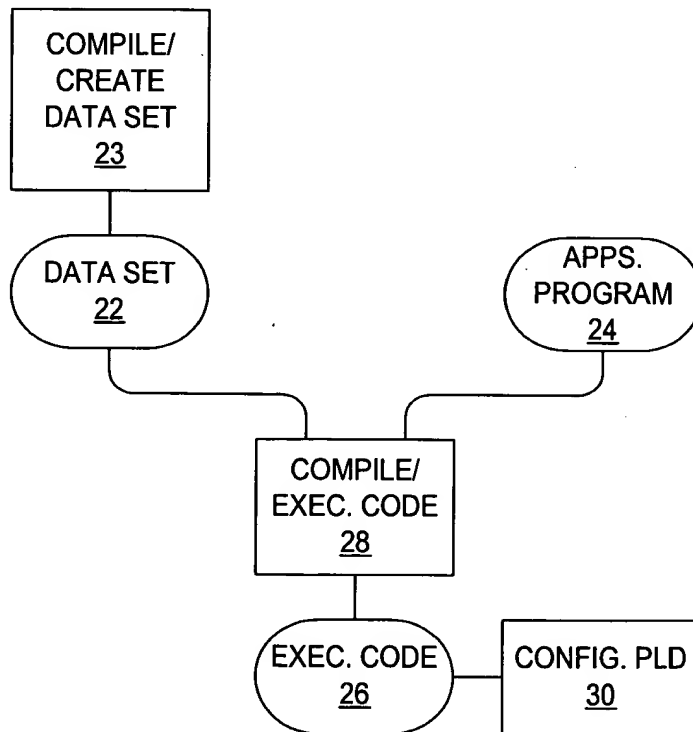 COMPILE/
CREATE
DATA SET
23
DATA SET
22
APPS.
PROGRAM
24
COMPILE/
EXEC. CODE
28
EXEC. CODE
26
CONFIG. PLD
30